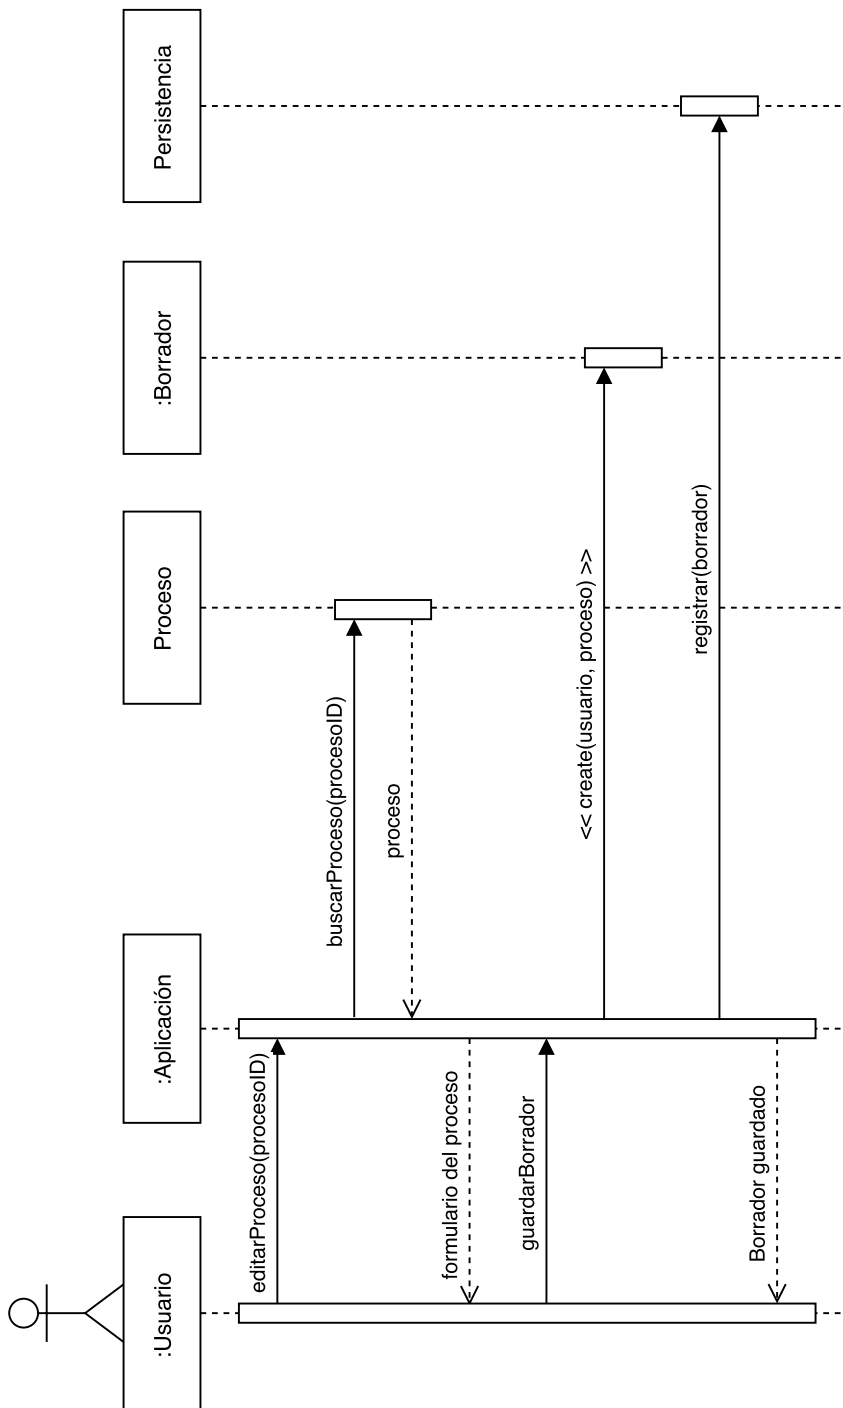 :Usuario
:Aplicación
Proceso
:Borrador
Persistencia
editarProceso(procesoID)
buscarProceso(procesoID)
proceso
formulario del proceso
guardarBorrador
<< create(usuario, proceso) >>
registrar(borrador)
Borrador guardado